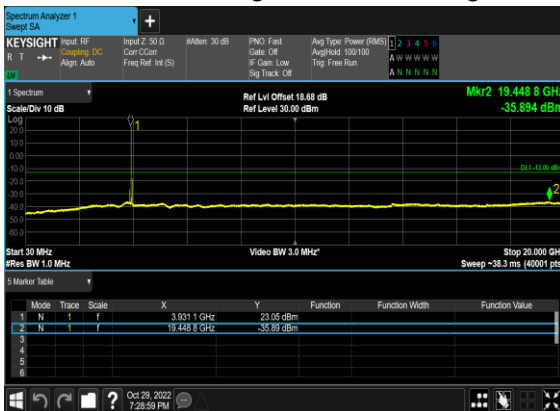 Spectrum Analyzer 1
Swept SA
KEYSIGHT
R T
LV
Input: RF
Coupling: DC
Align: Auto
Input Z: 50 Ω
Corr CCorr
Freq Ref: Int (S)
#Atten: 30 dB
PNO: Fast
Gate: Off
IF Gain: Low
Sig Track: Off
Avg Type: Power (RMS)
Avg|Hold: 100/100
Trig: Free Run
1 2 3 4 5 6
A W W W W W
A N N N N N
1 Spectrum
Scale/Div 10 dB
Log
Ref Lvl Offset 18.68 dB
Ref Level 30.00 dBm
Mkr2 19.448 8 GHz
-35.894 dBm
20.0
10.0
0.00
-10.0
-20.0
-30.0
-40.0
-50.0
-60.0
1
DL1 -13.00 dBm
2
Start 30 MHz
#Res BW 1.0 MHz
Video BW 3.0 MHz*
Stop 20.000 GHz
Sweep ~38.3 ms (40001 pts)
5 Marker Table
Mode Trace Scale X Y Function Function Width Function Value
1 N 1 f 3.931 1 GHz 23.05 dBm
2 N 1 f 19.448 8 GHz -35.89 dBm
3
4
5
6
?
Oct 29, 2022
7:28:59 PM